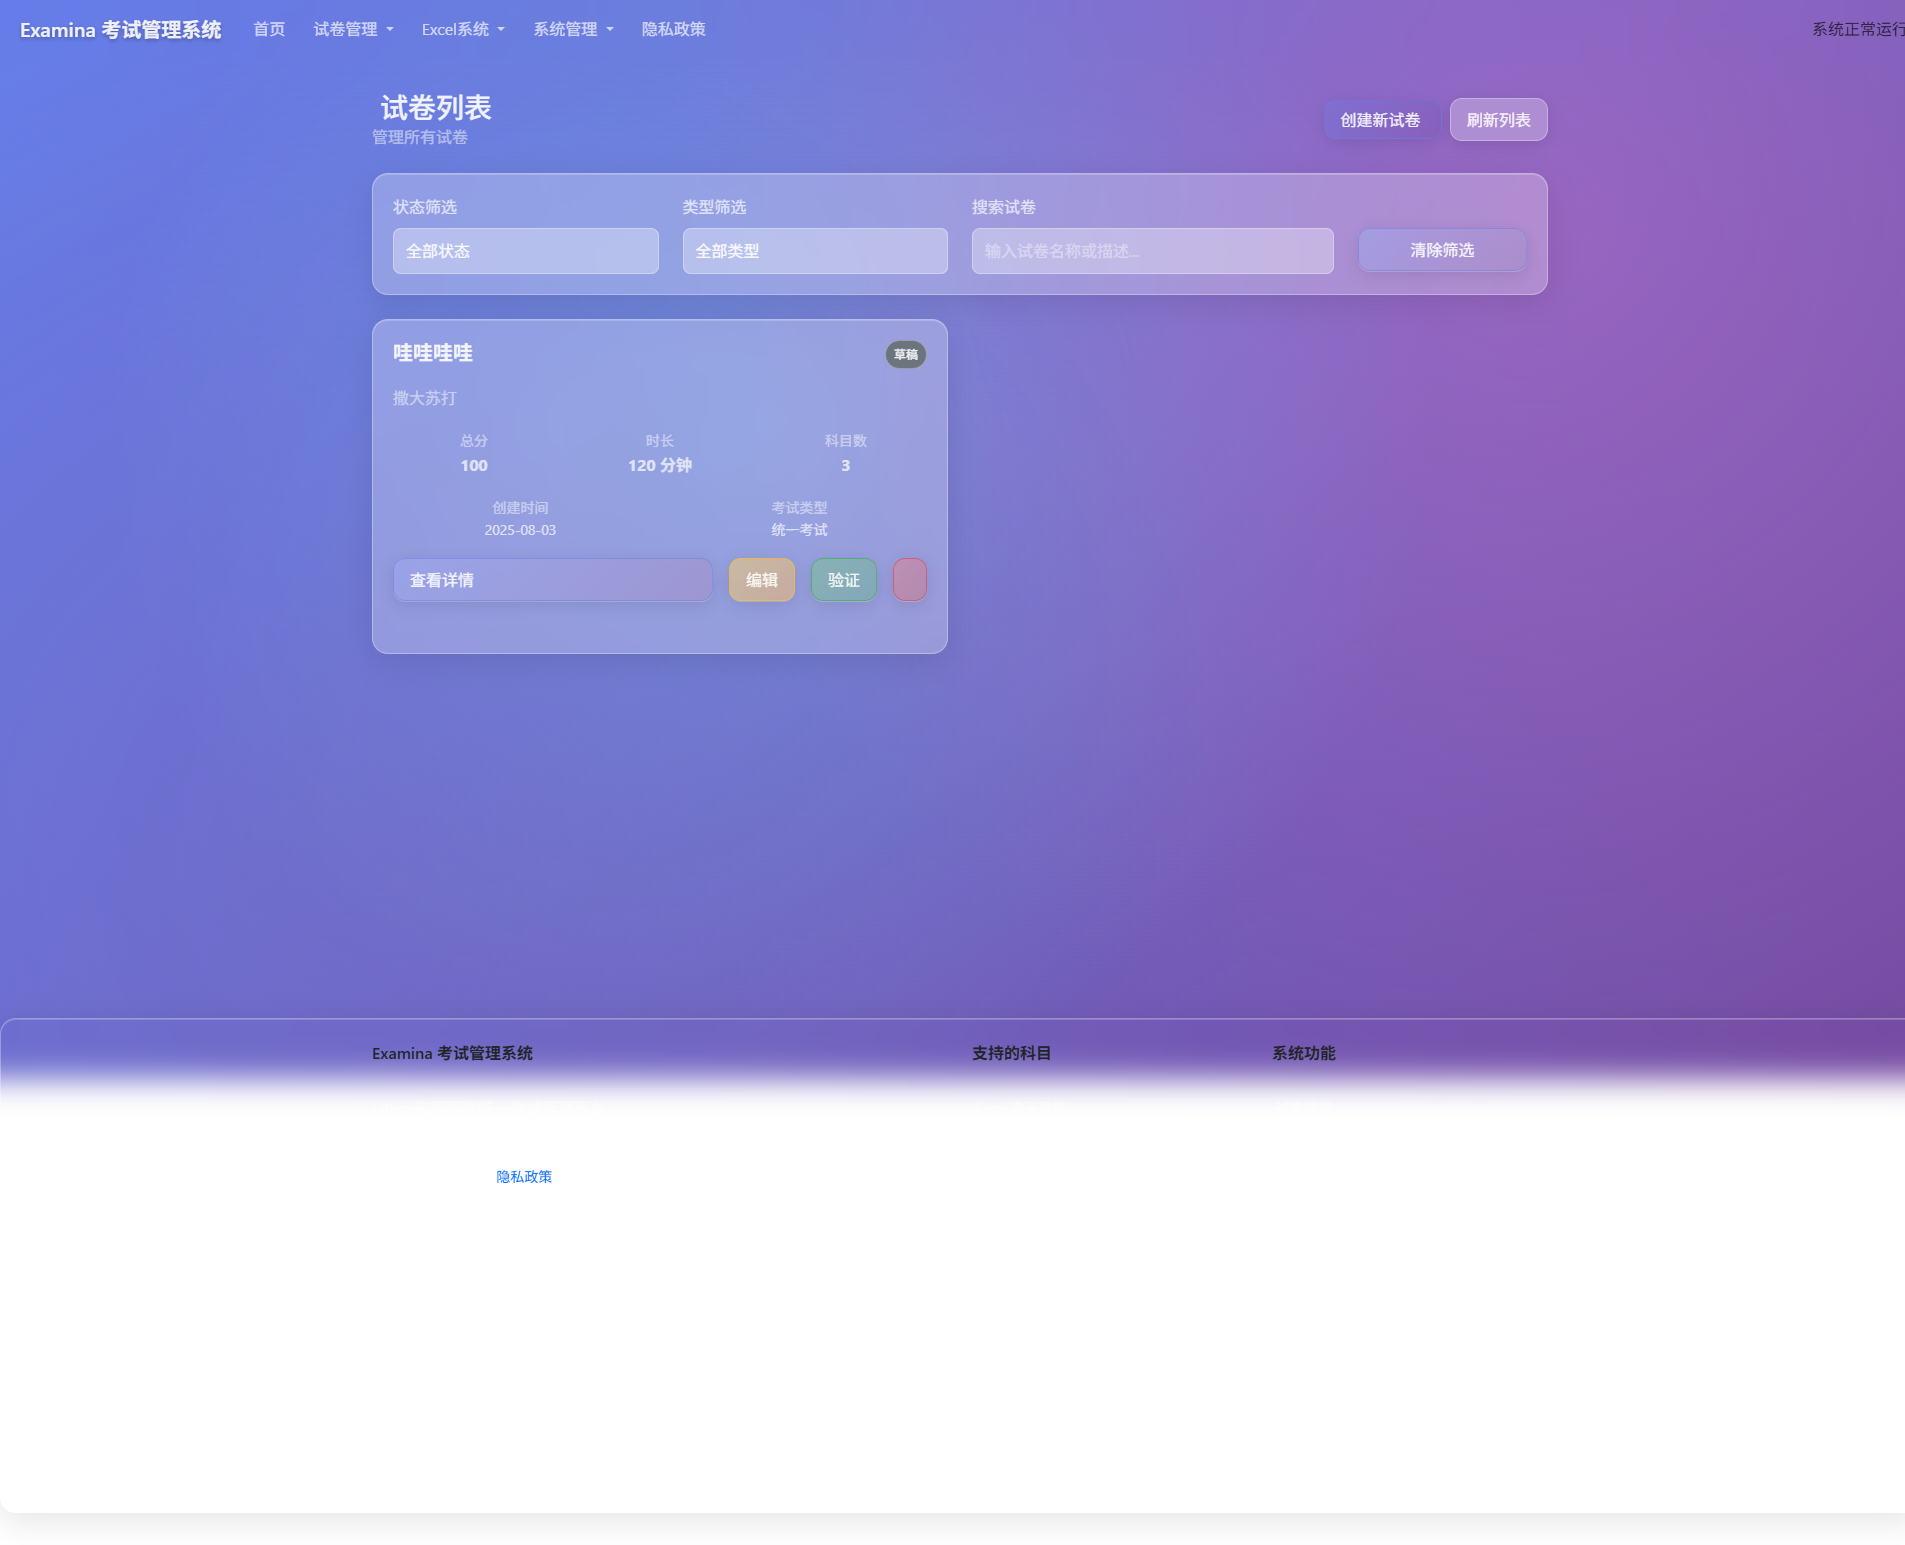 Examina 考试管理系统 首页 试卷管理 Excel系统 系统管理 隐私政策 系统正常运行
试卷列表
管理所有试卷
创建新试卷 刷新列表
状态筛选 类型筛选 搜索试卷
全部状态 全部类型 输入试卷名称或描述... 清除筛选
哇哇哇哇 草稿
撒大苏打
总分 时长 科目数
100 120 分钟 3
创建时间 考试类型
2025-08-03 统一考试
查看详情 编辑 验证
Examina 考试管理系统 支持的科目 系统功能
隐私政策